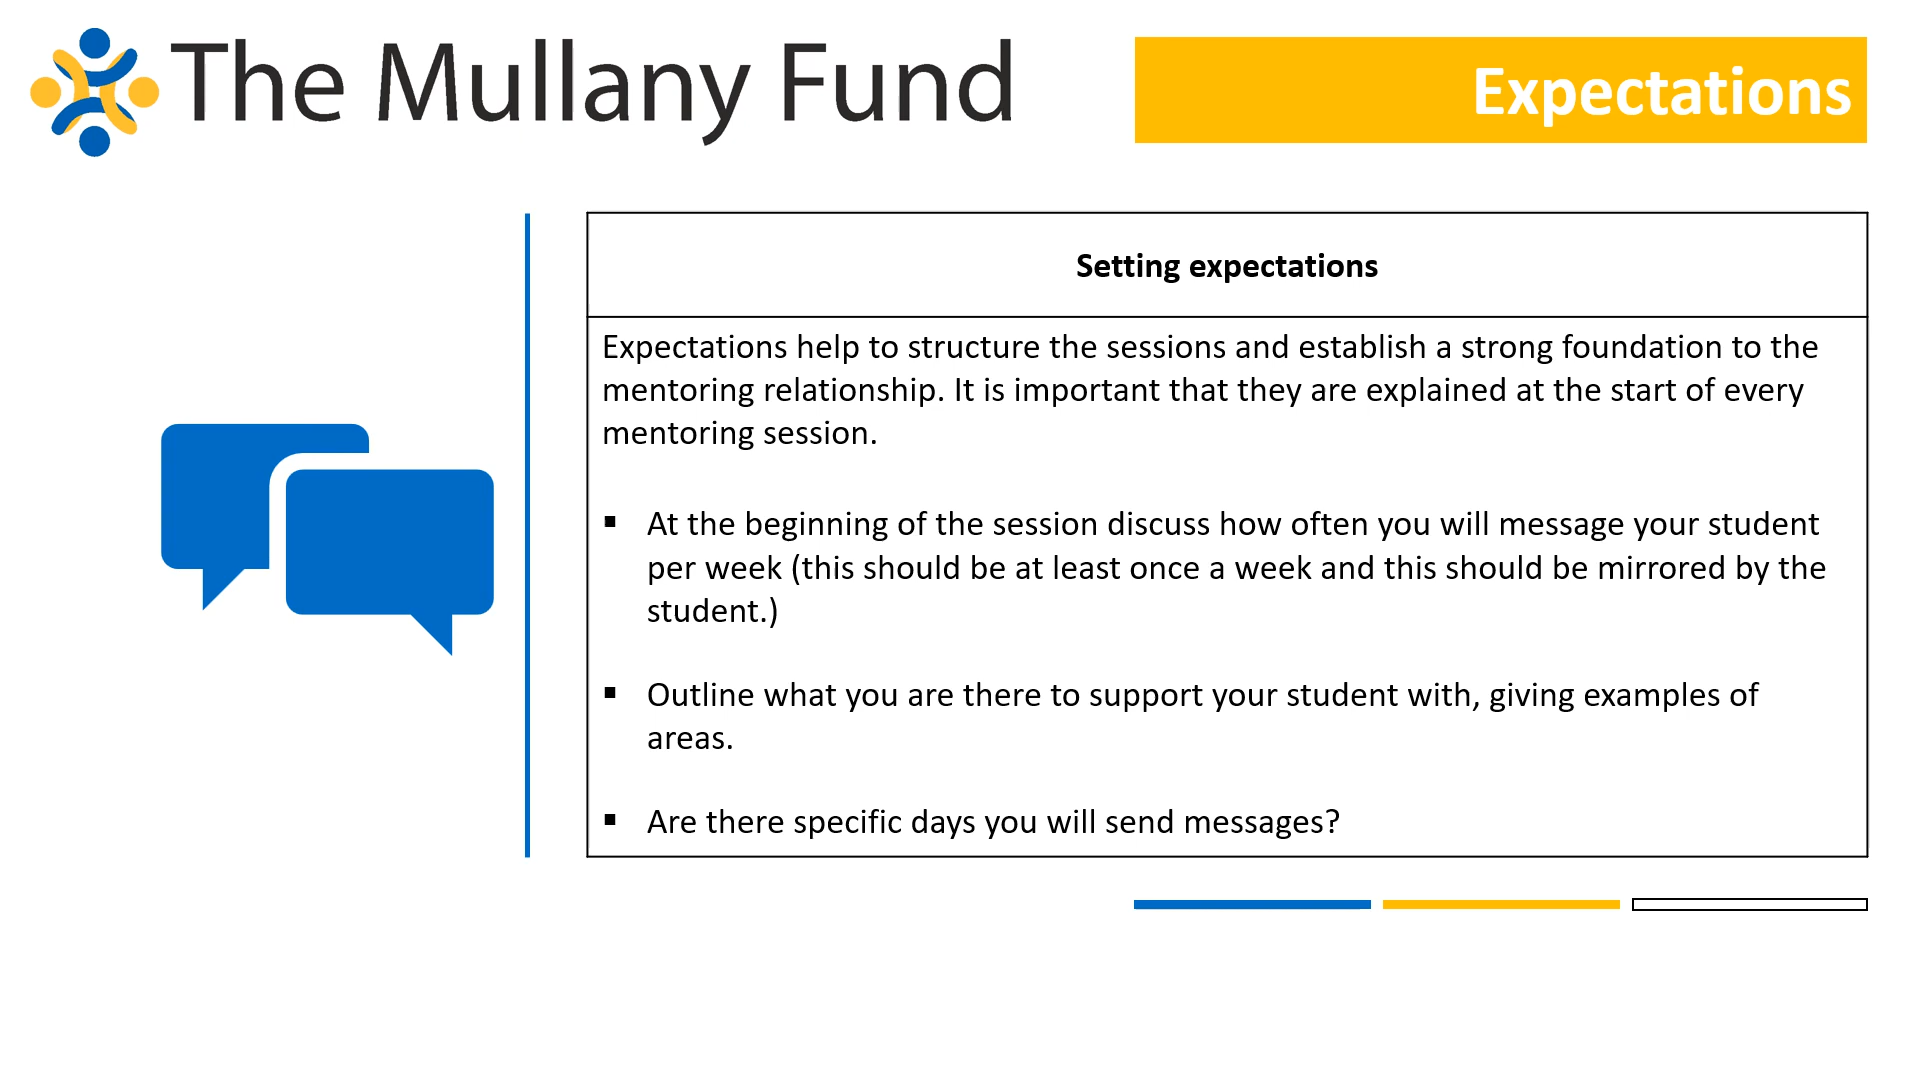 The Mullany Fund
Expectations
Setting expectations
Expectations help to structure the sessions and establish a strong foundation to the
mentoring relationship. It is important that they are explained at the start of every
mentoring session.
▪ At the beginning of the session discuss how often you will message your student
per week (this should be at least once a week and this should be mirrored by the
student.)
▪ Outline what you are there to support your student with, giving examples of
areas.
▪ Are there specific days you will send messages?